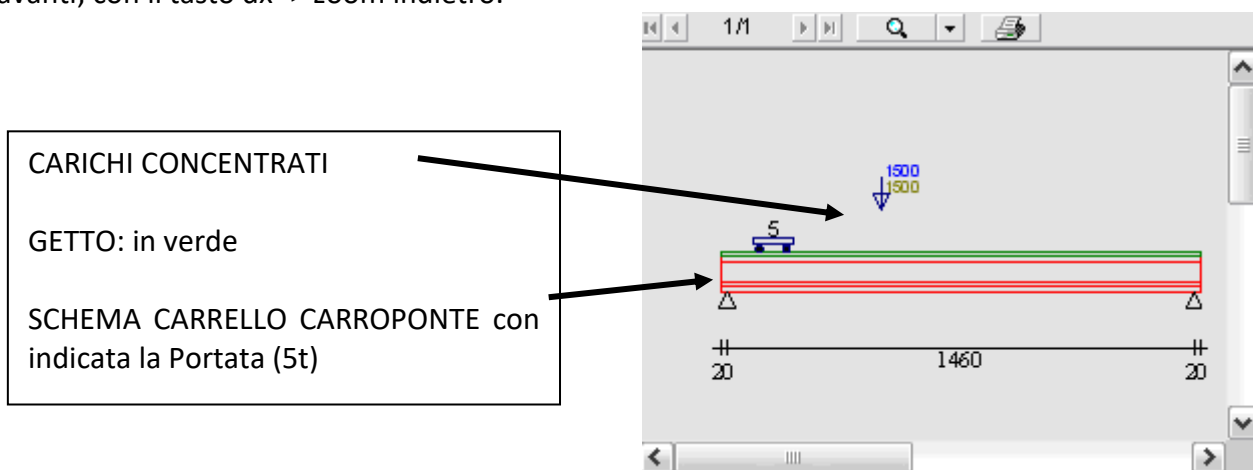 avanti, con il tasto dx -> zoom indietro.
1/1
CARICHI CONCENTRATI
GETTO: in verde
SCHEMA CARRELLO CARROPONTE con
indicata la Portata (5t)
1500
1500
5
1460
20
20